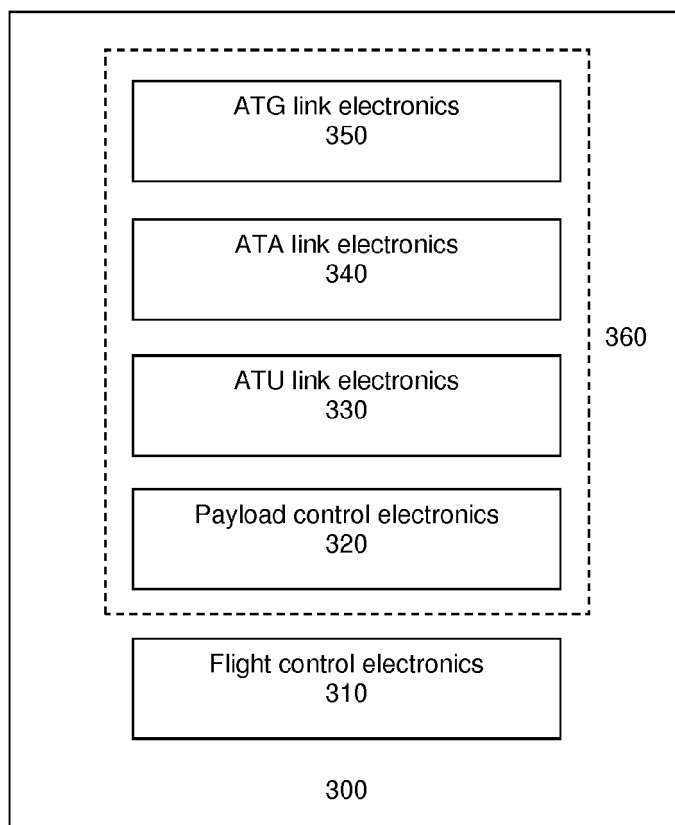 ATG link electronics
350
ATA link electronics
340
360
ATU link electronics
330
Payload control electronics
320
Flight control electronics
310
300